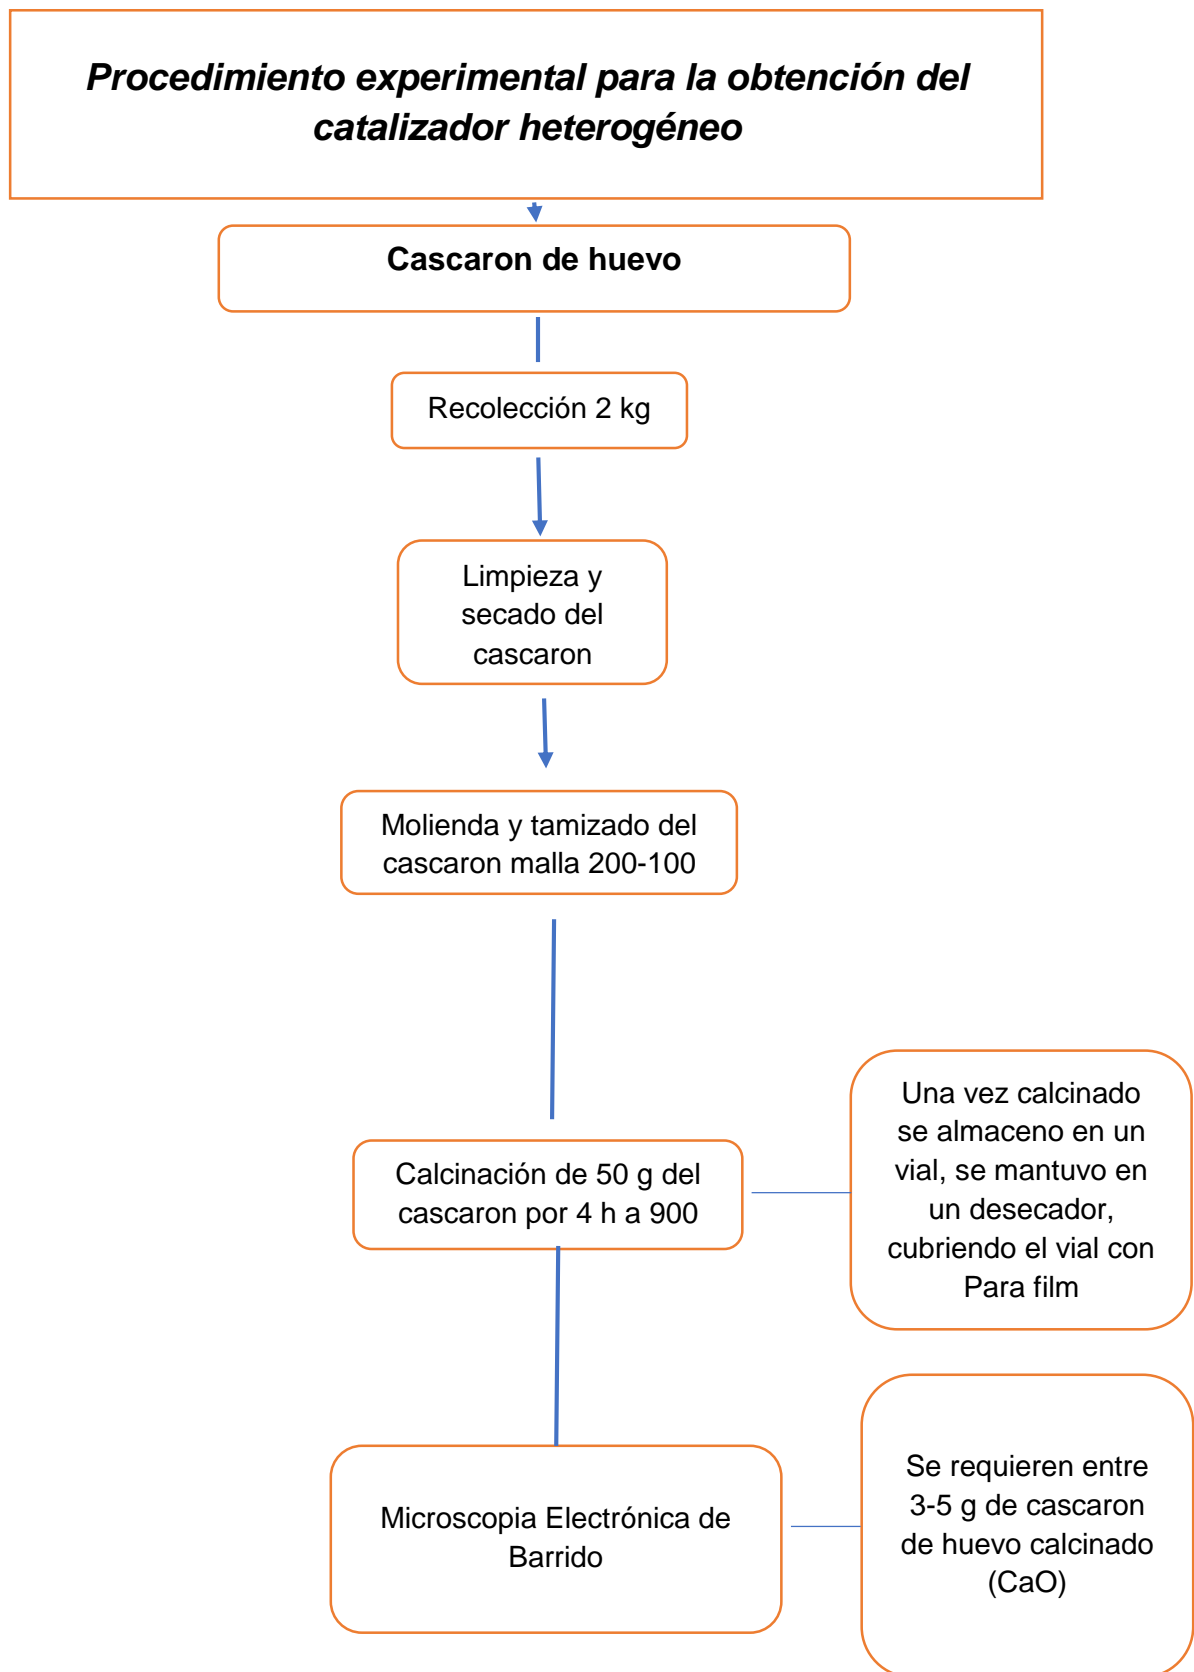 Procedimiento experimental para la obtención del
catalizador heterogéneo
Cascaron de huevo
Recolección 2 kg
Limpieza y
secado del
cascaron
Molienda y tamizado del
cascaron malla 200-100
Calcinación de 50 g del
cascaron por 4 h a 900
Una vez calcinado
se almaceno en un
vial, se mantuvo en
un desecador,
cubriendo el vial con
Para film
Microscopia Electrónica de
Barrido
Se requieren entre
3-5 g de cascaron
de huevo calcinado
(CaO)